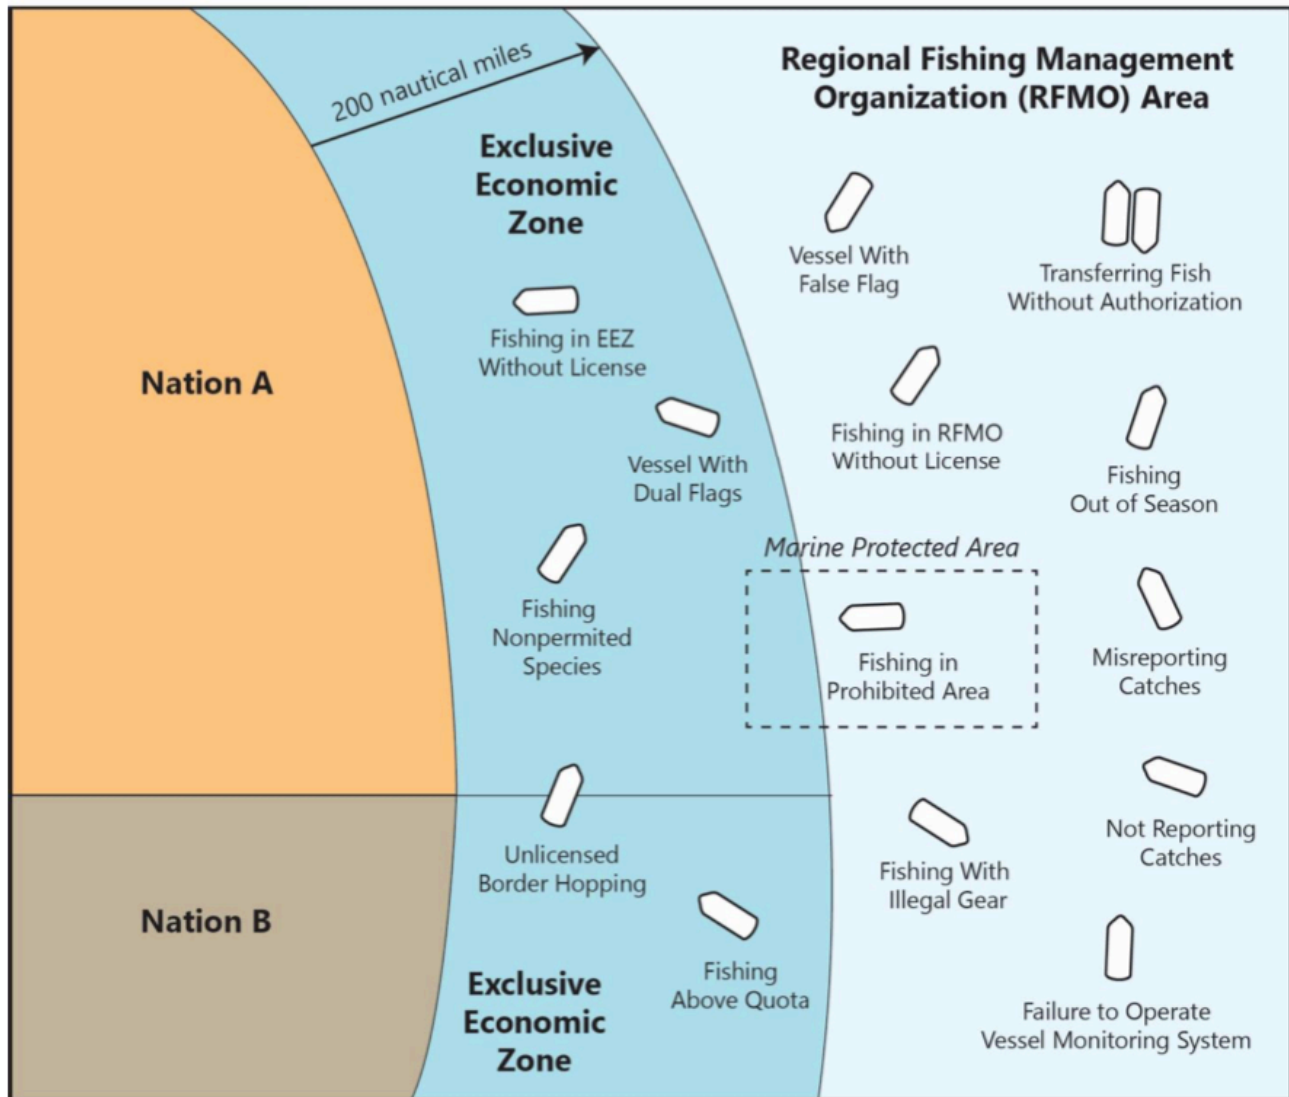 200 nautical miles
Regional Fishing Management
Organization (RFMO) Area
Exclusive
Economic
Zone
Vessel With
False Flag
Transferring Fish
Without Authorization
Fishing in EEZ
Without License
Nation A
Vessel With
Dual Flags
Fishing in RFMO
Without License
Fishing
Out of Season
Marine Protected Area
Fishing
Nonpermited
Species
Fishing in
Prohibited Area
Misreporting
Catches
Unlicensed
Border Hopping
Fishing With
Illegal Gear
Not Reporting
Catches
Nation B
Fishing
Above Quota
Exclusive
Economic
Zone
Failure to Operate
Vessel Monitoring System